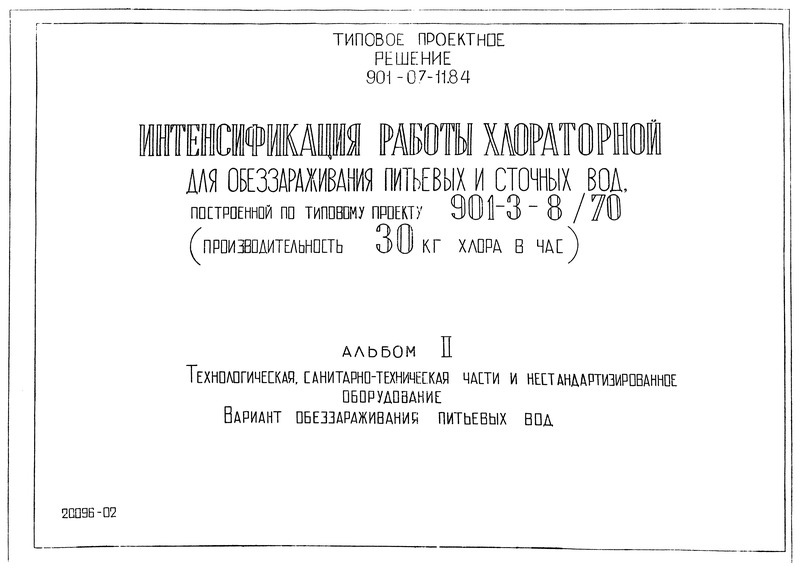 ТИПОВОЕ ПРОЕКТНОЕ
РЕШЕНИЕ
901-07-11.84
ИНТЕНСИФИКАЦИЯ РАБОТЫ ХЛОРАТОРНОЙ
ДЛЯ ОБЕЗЗАРАЖИВАНИЯ ПИТЬЕВЫХ И СТОЧНЫХ ВОД,
ПОСТРОЕННОЙ ПО ТИПОВОМУ ПРОЕКТУ 901-3-8/70
(ПРОИЗВОДИТЕЛЬНОСТЬ 30 КГ ХЛОРА В ЧАС)
АЛЬБОМ II
ТЕХНОЛОГИЧЕСКАЯ, САНИТАРНО-ТЕХНИЧЕСКАЯ ЧАСТИ И НЕСТАНДАРТИЗИРОВАННОЕ
ОБОРУДОВАНИЕ
ВАРИАНТ ОБЕЗЗАРАЖИВАНИЯ ПИТЬЕВЫХ ВОД
20096-02